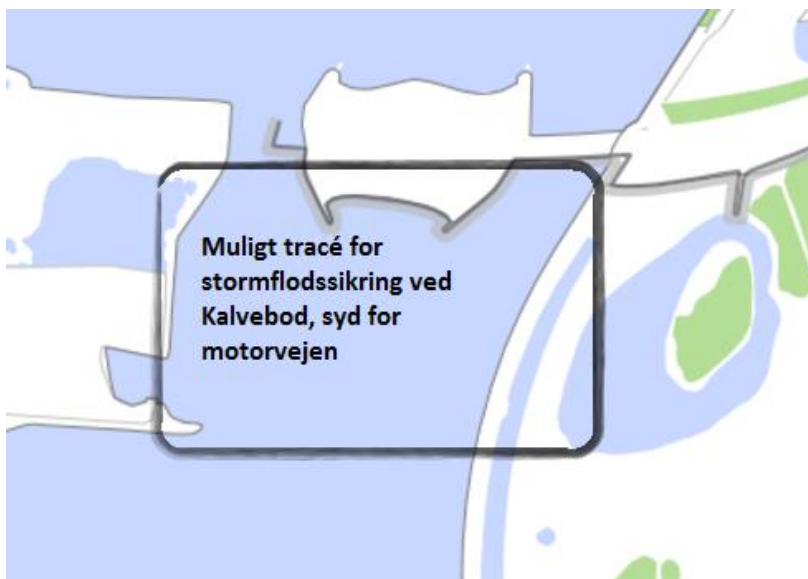 Muligt tracé for
stormflodssikring ved
Kalvebod, syd for
motorvejen